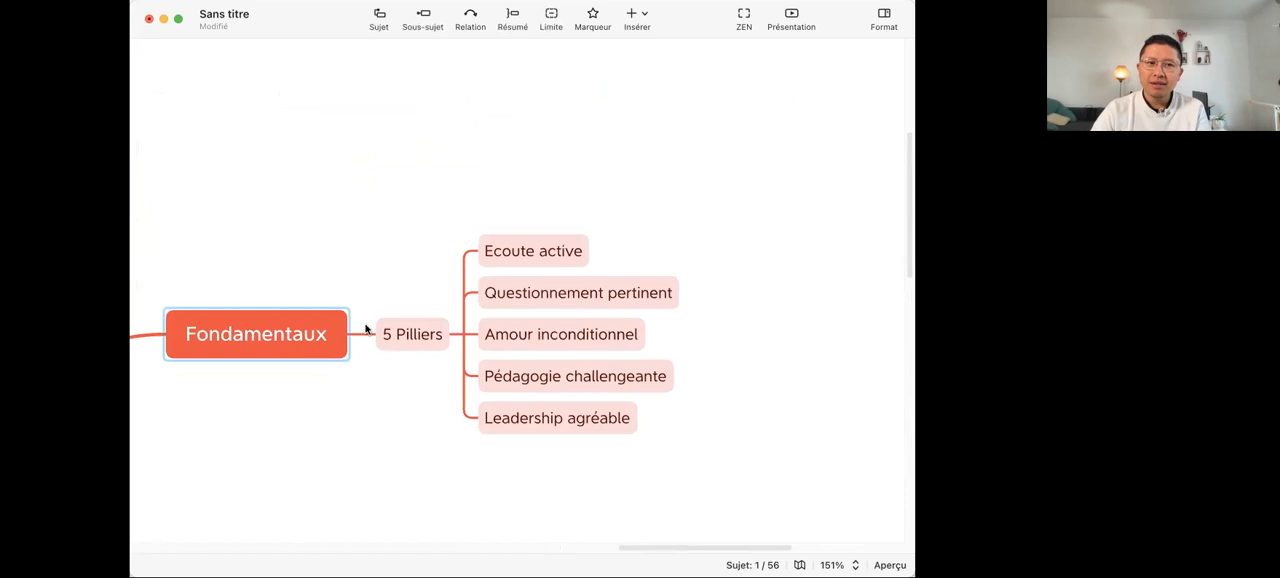 Sans titre
Modifié
Sujet
Sous-sujet
Relation
Résumé
Limite
Marqueur
Insérer
ZEN
Présentation
Format
Fondamentaux
5 Pilliers
Ecoute active
Questionnement pertinent
Amour inconditionnel
Pédagogie challengeante
Leadership agréable
Sujet: 1 / 56
151%
Aperçu